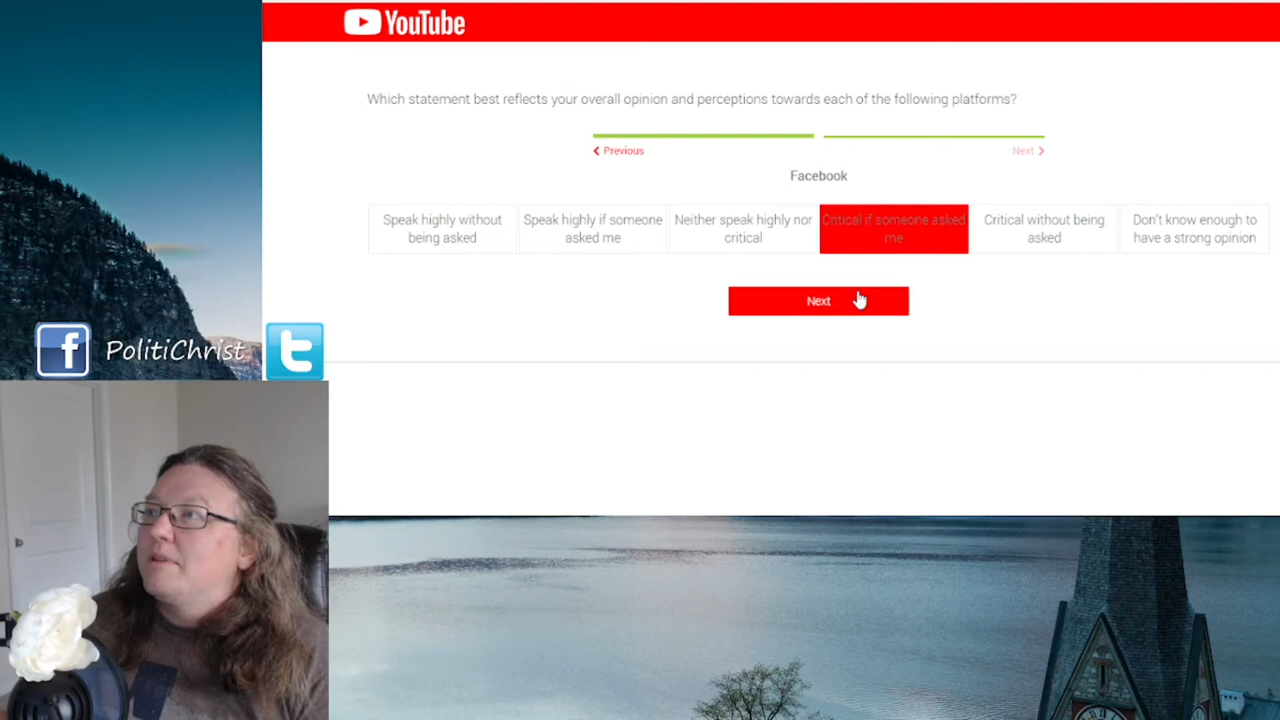 YouTube
Which statement best reflects your overall opinion and perceptions towards each of the following platforms?
Previous
Next
Facebook
Speak highly without
being asked
Speak highly if someone
asked me
Neither speak highly nor
critical
Critical if someone asked
me
Critical without being
asked
Don't know enough to
have a strong opinion
Next
f PolitiChrist t